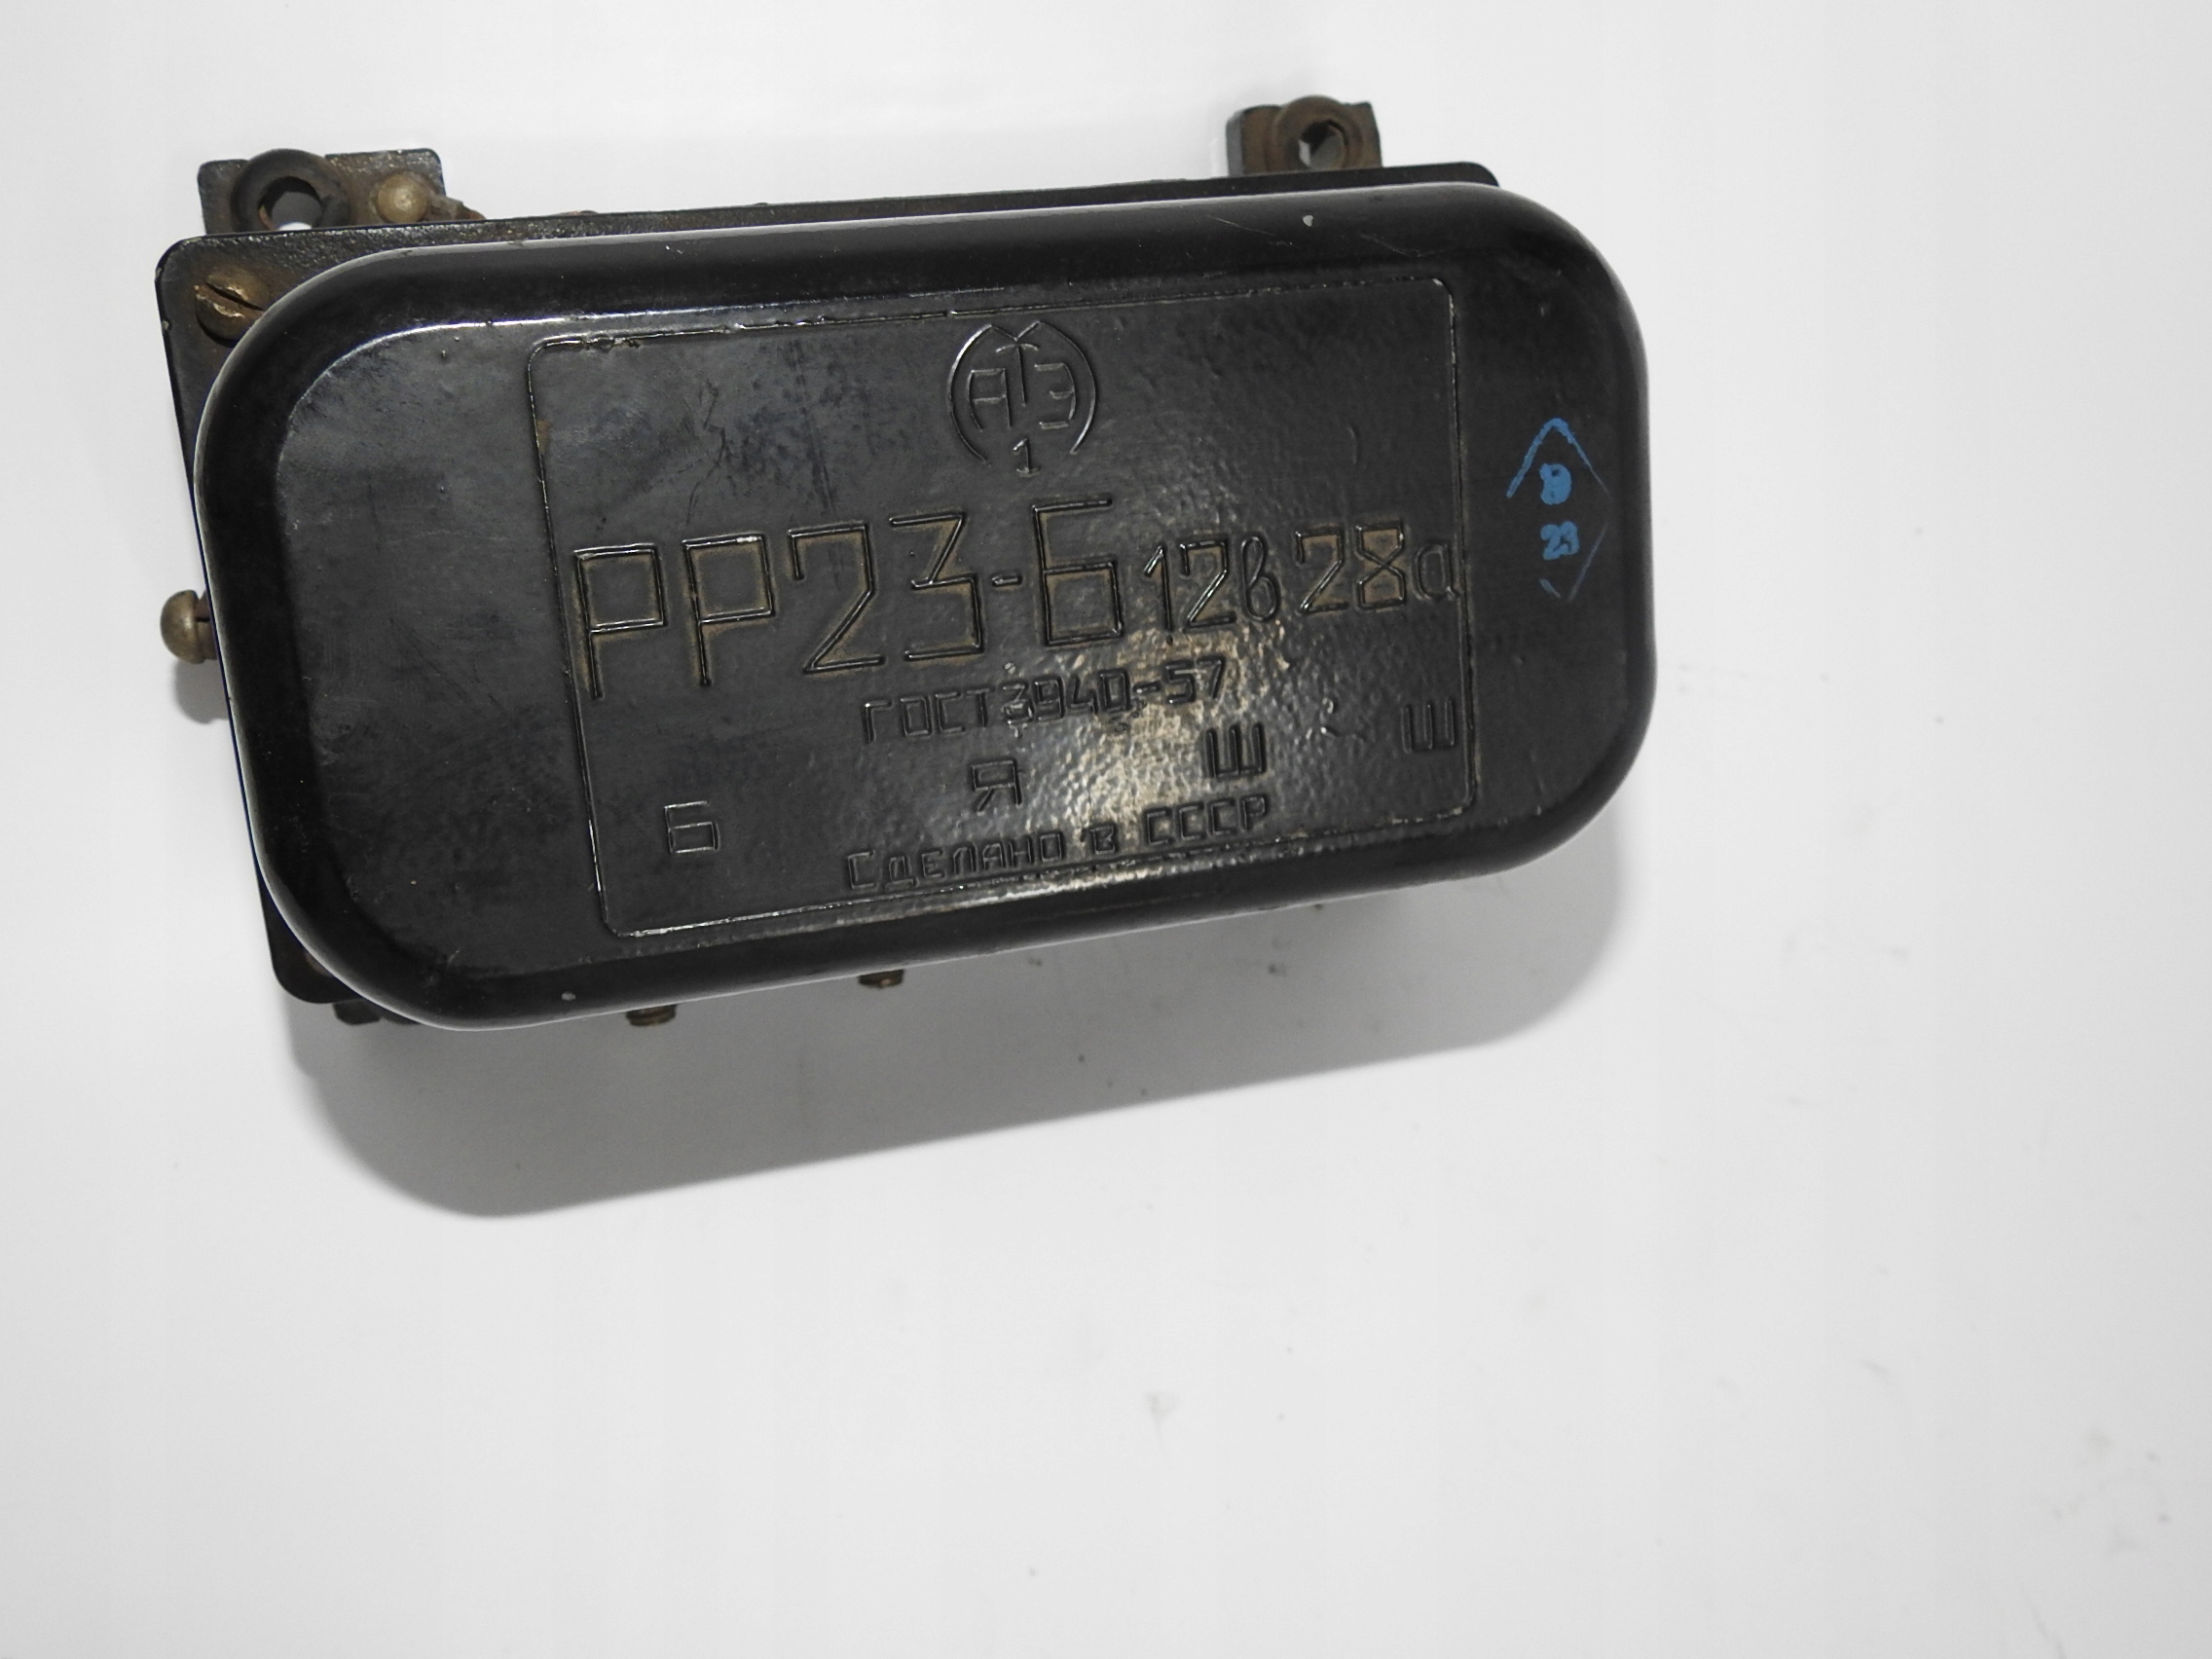 АТЭ
1
РР23-Б 12в 28а
ГОСТ 3940-57
Б Я Ш Ш
СДЕЛАНО В СССР
23